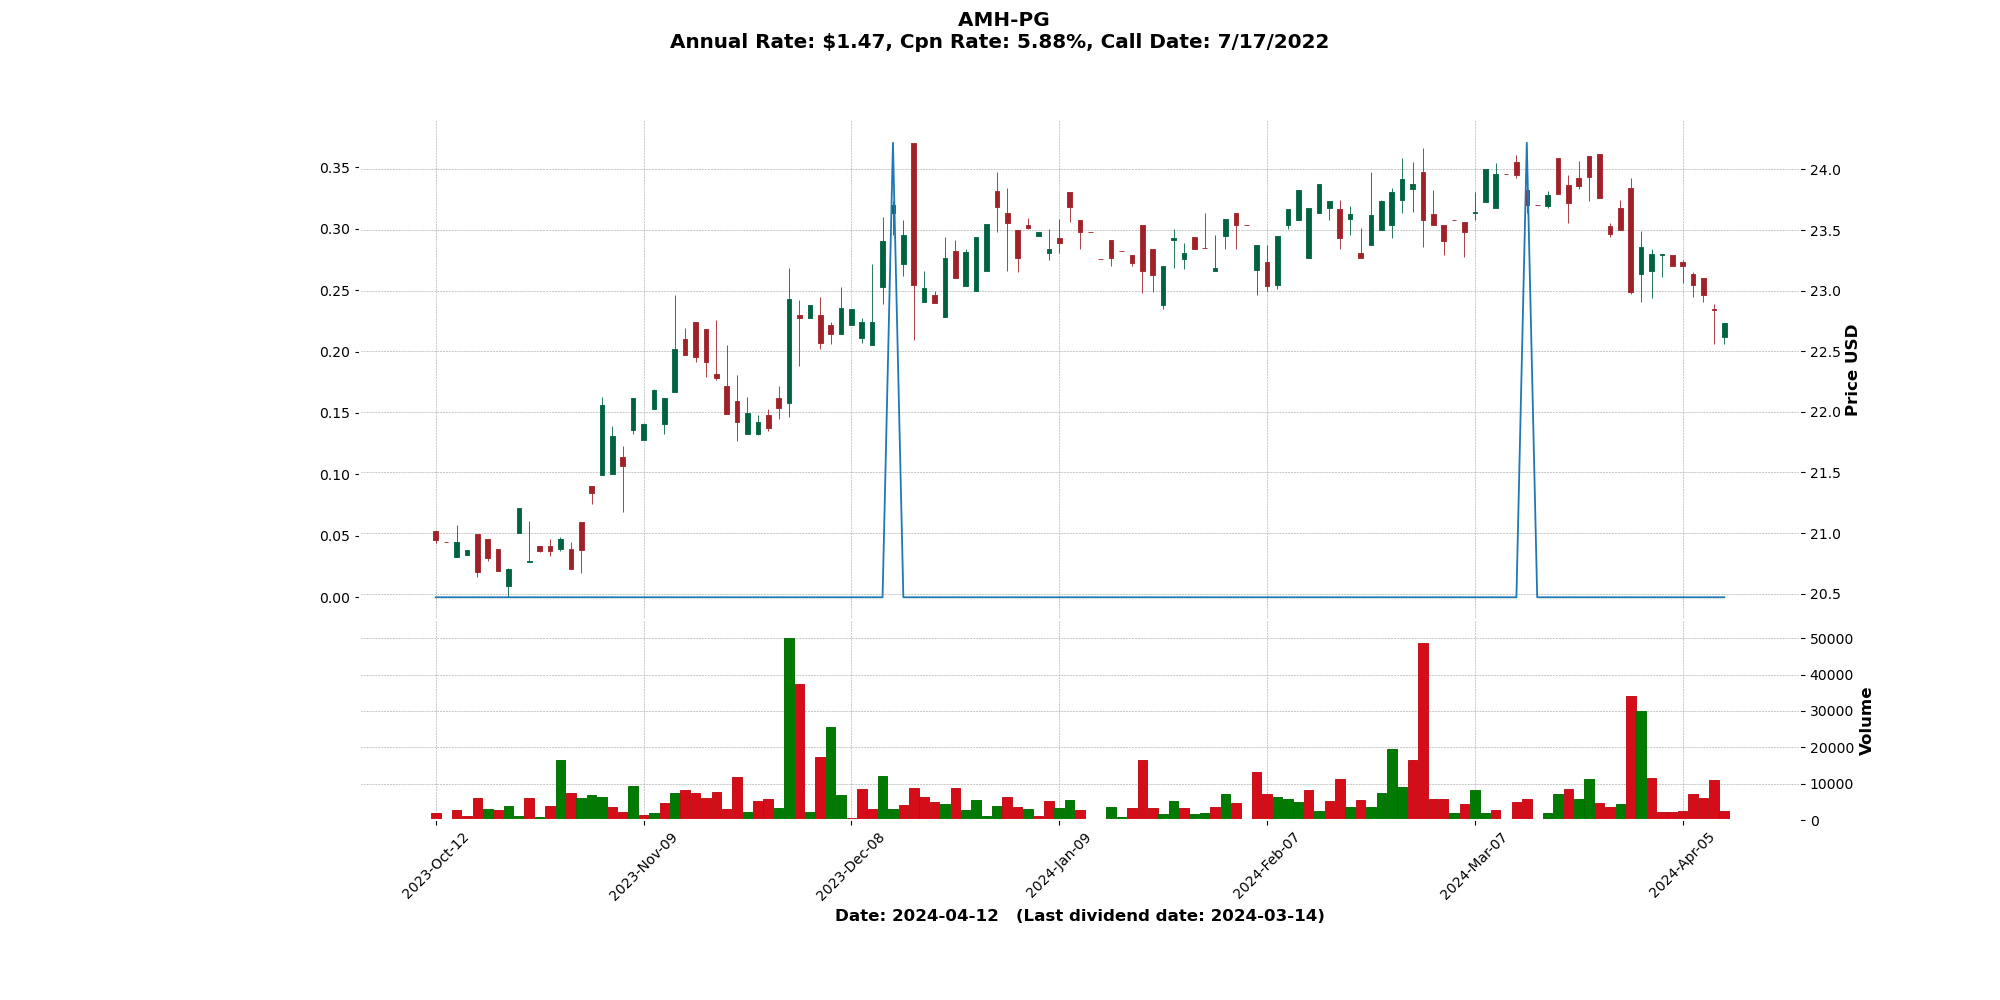 AMH-PG
Annual Rate: $1.47, Cpn Rate: 5.88%, Call Date: 7/17/2022
0.35
0.30
0.25
0.20
0.15
0.10
0.05
0.00
24.0
23.5
23.0
22.5
22.0
21.5
21.0
20.5
Price USD
50000
40000
30000
20000
10000
0
Volume
2023-Oct-12
2023-Nov-09
2023-Dec-08
2024-Jan-09
2024-Feb-07
2024-Mar-07
2024-Apr-05
Date: 2024-04-12 (Last dividend date: 2024-03-14)